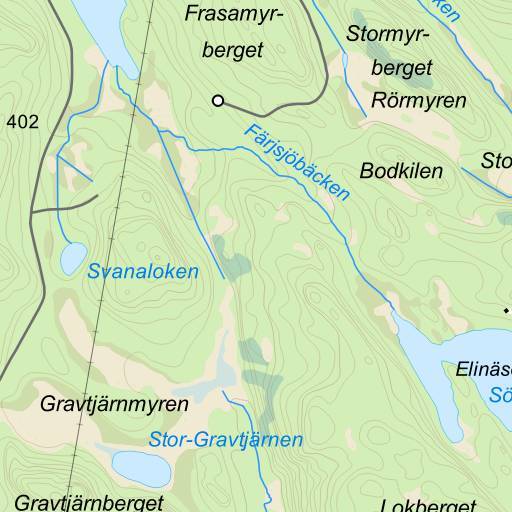 Frasamyr-
berget
Stormyr-
berget
Rörmyren
402
Färjsjöbäcken
Bodkilen
Svanaloken
Gravtjärnmyren
Stor-Gravtjärnen
Gravtjärnberget
Lokberget